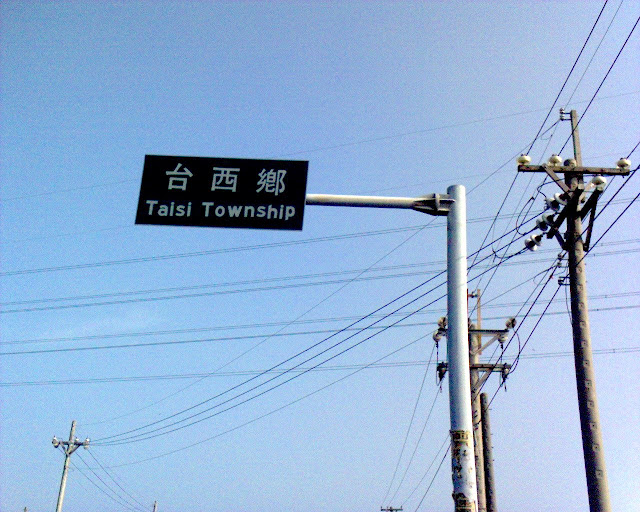 台西鄉
Taisi Township